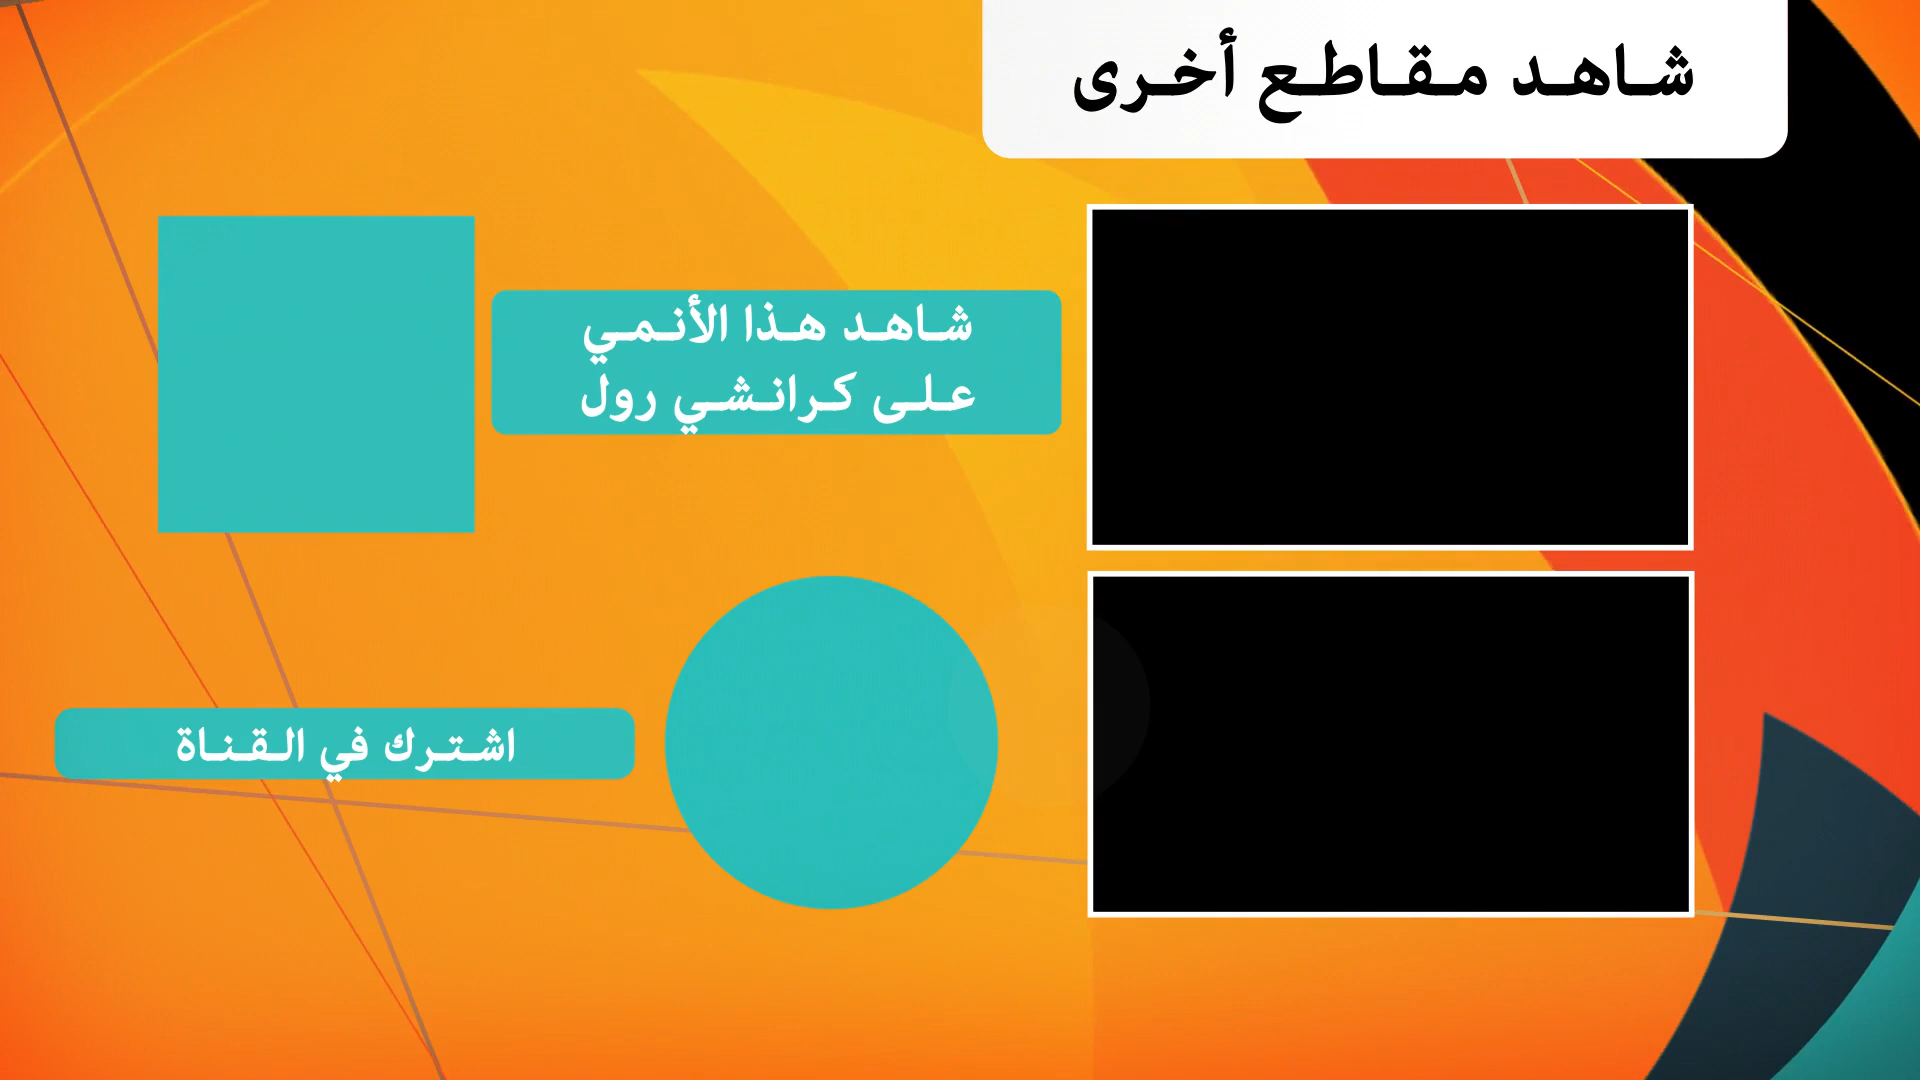 شاهد مقاطع أخرى
شاهد هذا الأنمي
على كرانشي رول
اشترك في القناة